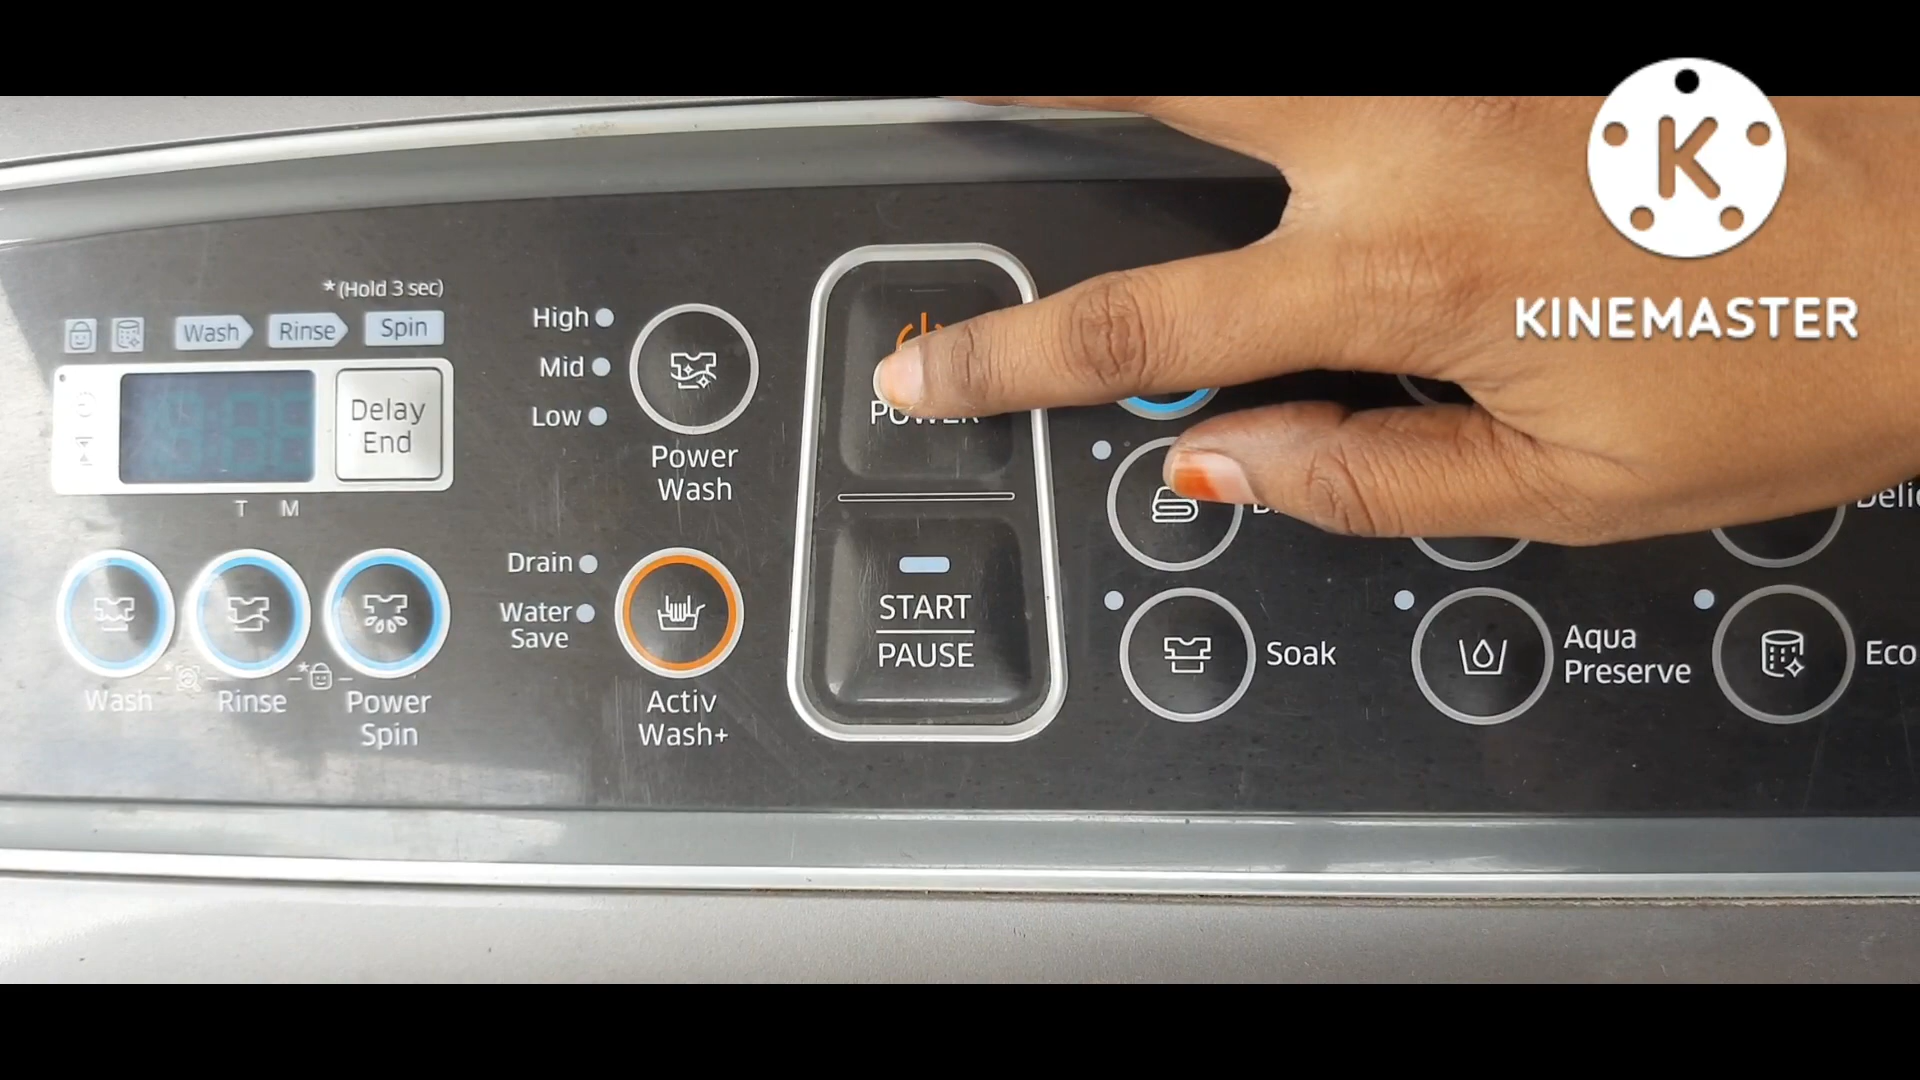 K
KINEMASTER
*(Hold 3 sec)
Wash Rinse Spin
Delay
End
T M
High
Mid
Low
Power
Wash
POWER
Drain
Water
Save
Activ
Wash+
START
PAUSE
Wash
Rinse
Power
Spin
Soak
Aqua
Preserve
Eco